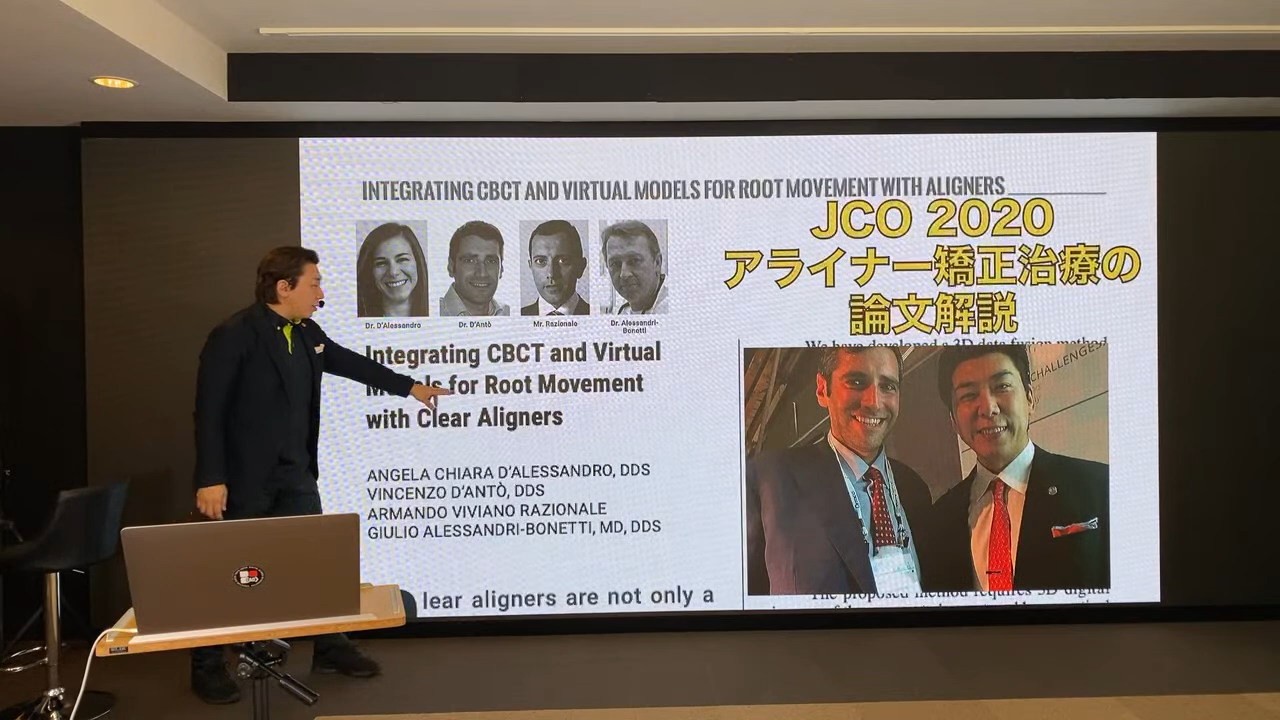 INTEGRATING CBCT AND VIRTUAL MODELS FOR ROOT MOVEMENT WITH ALIGNERS
JCO 2020
アライナー矯正治療の
論文解説
Dr. D'Alessandro
Dr. D'Antò
Mr. Razionale
Dr. Alessandri-
Bonetti
Integrating CBCT and Virtual
Models for Root Movement
with Clear Aligners
ANGELA CHIARA D'ALESSANDRO, DDS
VINCENZO D'ANTÒ, DDS
ARMANDO VIVIANO RAZIONALE
GIULIO ALESSANDRI-BONETTI, MD, DDS
lear aligners are not only a
We have developed a 3D data fusion method
CHALLENGES
The proposed method requires 3D digital